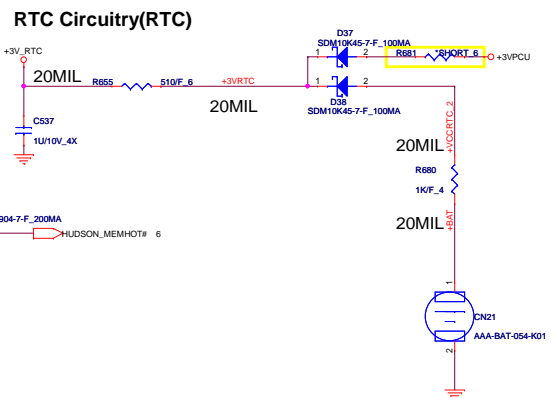 RTC Circuitry(RTC)
D37
SDM10K45-7-F_100MA
1 2
R681 *SHORT_6
+3VPCU
+3V_RTC
20MIL
R655 510/F_6
+3VRTC
20MIL
1 2
D38
SDM10K45-7-F_100MA
C537
1U/10V_4X
+VCCRTC_2
20MIL
R680
1K/F_4
904-7-F_200MA
HUDSON_MEMHOT# 6
20MIL
+BAT
1
CN21
AAA-BAT-054-K01
2